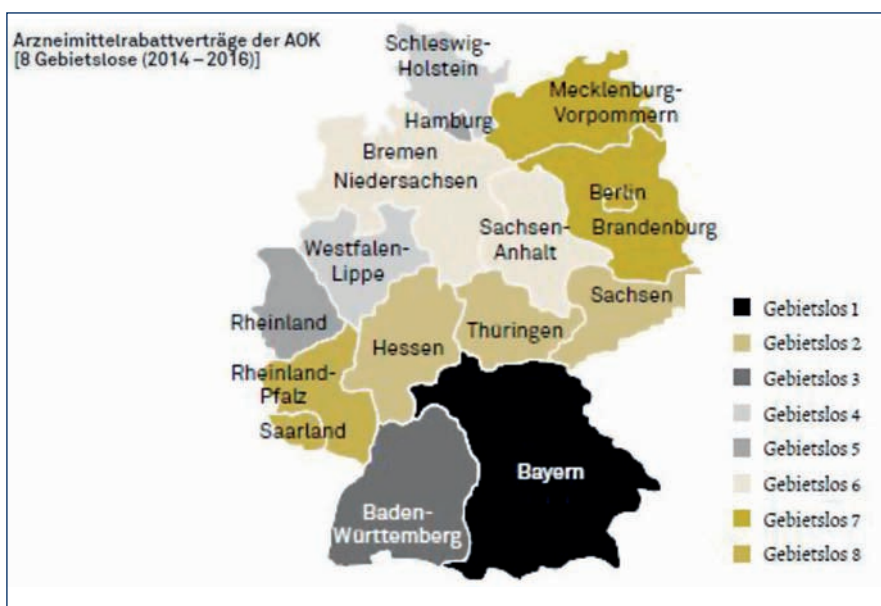 Arzneimittelrabattverträge der AOK
[8 Gebietslose (2014–2016)]
Schleswig-
Holstein
Mecklenburg-
Vorpommern
Hamburg
Bremen
Niedersachsen
Berlin
Brandenburg
Sachsen-
Anhalt
Westfalen-
Lippe
Sachsen
Rheinland
Thüringen
Hessen
Rheinland-
Pfalz
Saarland
Bayern
Baden-
Württemberg
Gebietslos 1
Gebietslos 2
Gebietslos 3
Gebietslos 4
Gebietslos 5
Gebietslos 6
Gebietslos 7
Gebietslos 8